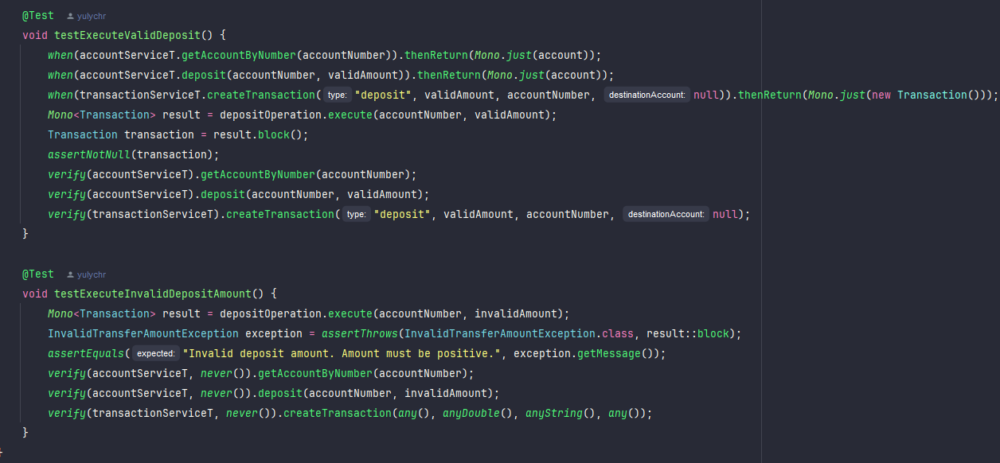 @Test yulychr
void testExecuteValidDeposit() {
when(accountServiceT.getAccountByNumber(accountNumber)).thenReturn(Mono.just(account));
when(accountServiceT.deposit(accountNumber, validAmount)).thenReturn(Mono.just(account));
when(transactionServiceT.createTransaction( type: "deposit", validAmount, accountNumber, destinationAccount: null)).thenReturn(Mono.just(new Transaction()));
Mono<Transaction> result = depositOperation.execute(accountNumber, validAmount);
Transaction transaction = result.block();
assertNotNull(transaction);
verify(accountServiceT).getAccountByNumber(accountNumber);
verify(accountServiceT).deposit(accountNumber, validAmount);
verify(transactionServiceT).createTransaction( type: "deposit", validAmount, accountNumber, destinationAccount: null);
}
@Test yulychr
void testExecuteInvalidDepositAmount() {
Mono<Transaction> result = depositOperation.execute(accountNumber, invalidAmount);
InvalidTransferAmountException exception = assertThrows(InvalidTransferAmountException.class, result::block);
assertEquals( expected: "Invalid deposit amount. Amount must be positive.", exception.getMessage());
verify(accountServiceT, never()).getAccountByNumber(accountNumber);
verify(accountServiceT, never()).deposit(accountNumber, invalidAmount);
verify(transactionServiceT, never()).createTransaction(any(), anyDouble(), anyString(), any());
}
}